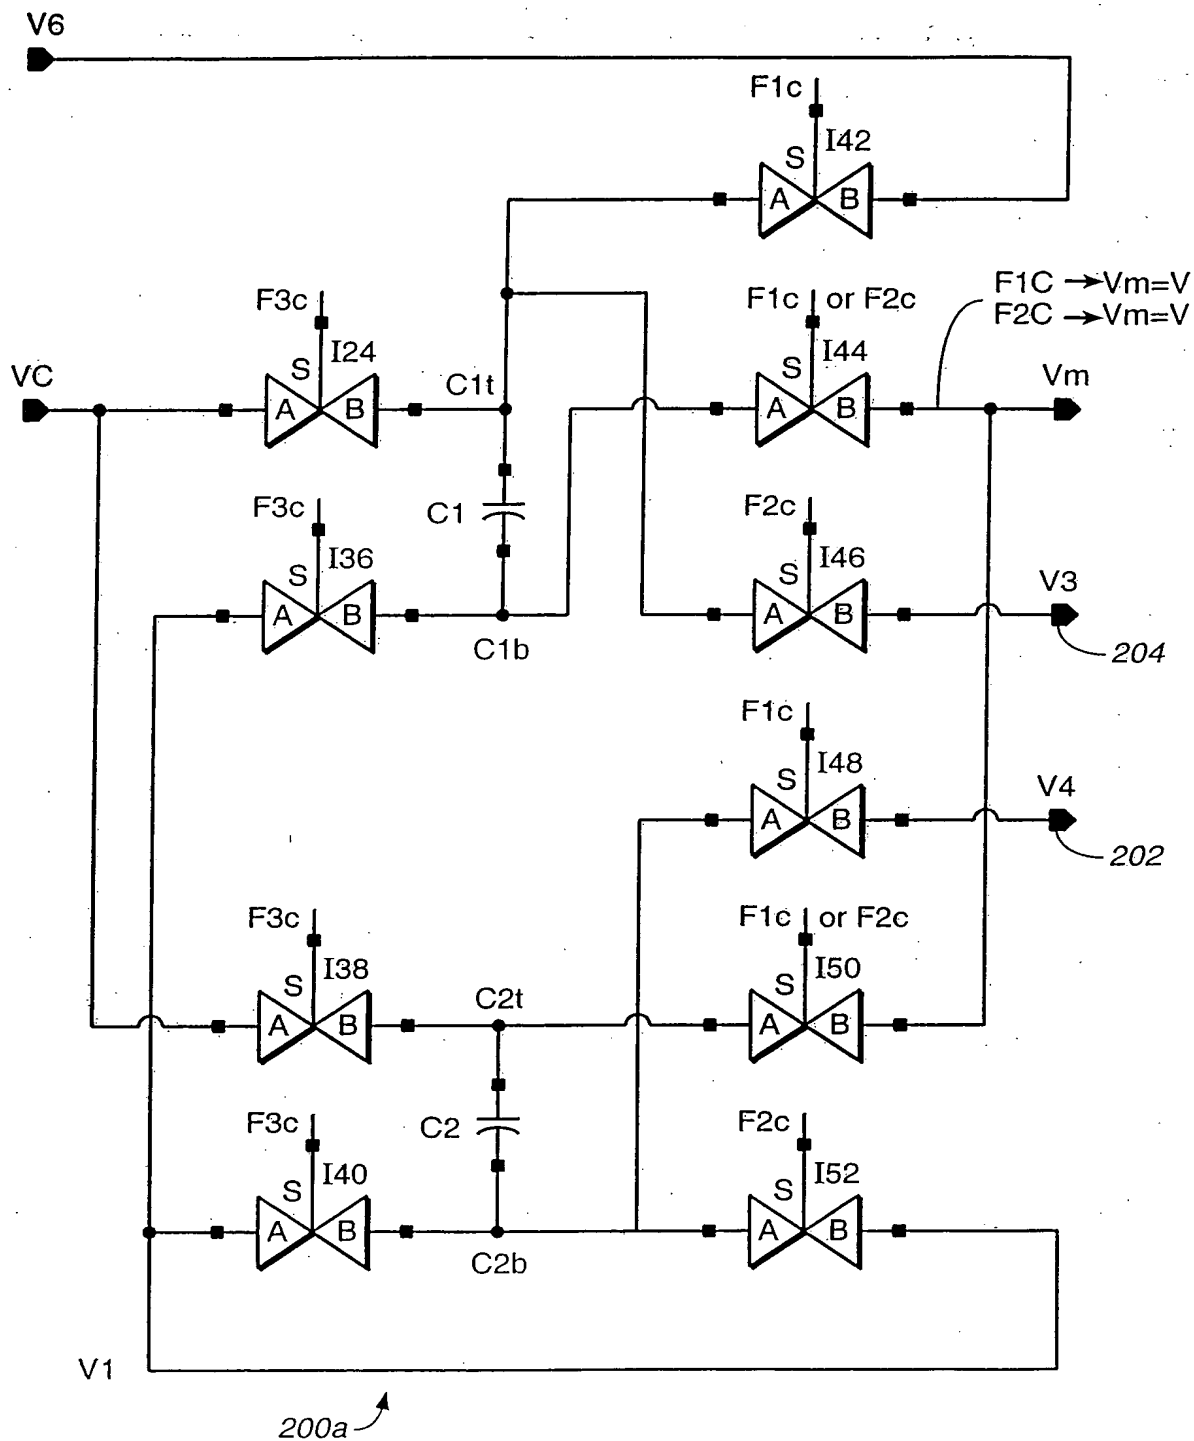 V6
F1c
I42
S
A B
F3c
F1c or F2c
F1C →Vm=V
F2C →Vm=V
I24
S
I44
S
VC
C1t
Vm
A B
A B
F3c
C1
F2c
I36
S
I46
S
V3
A B
A B
C1b
204
F1c
I48
S
V4
A B
202
F3c
F1c or F2c
I38
S
C2t
I50
S
A B
A B
F3c
C2
F2c
I40
S
I52
S
A B
A B
C2b
V1
200a